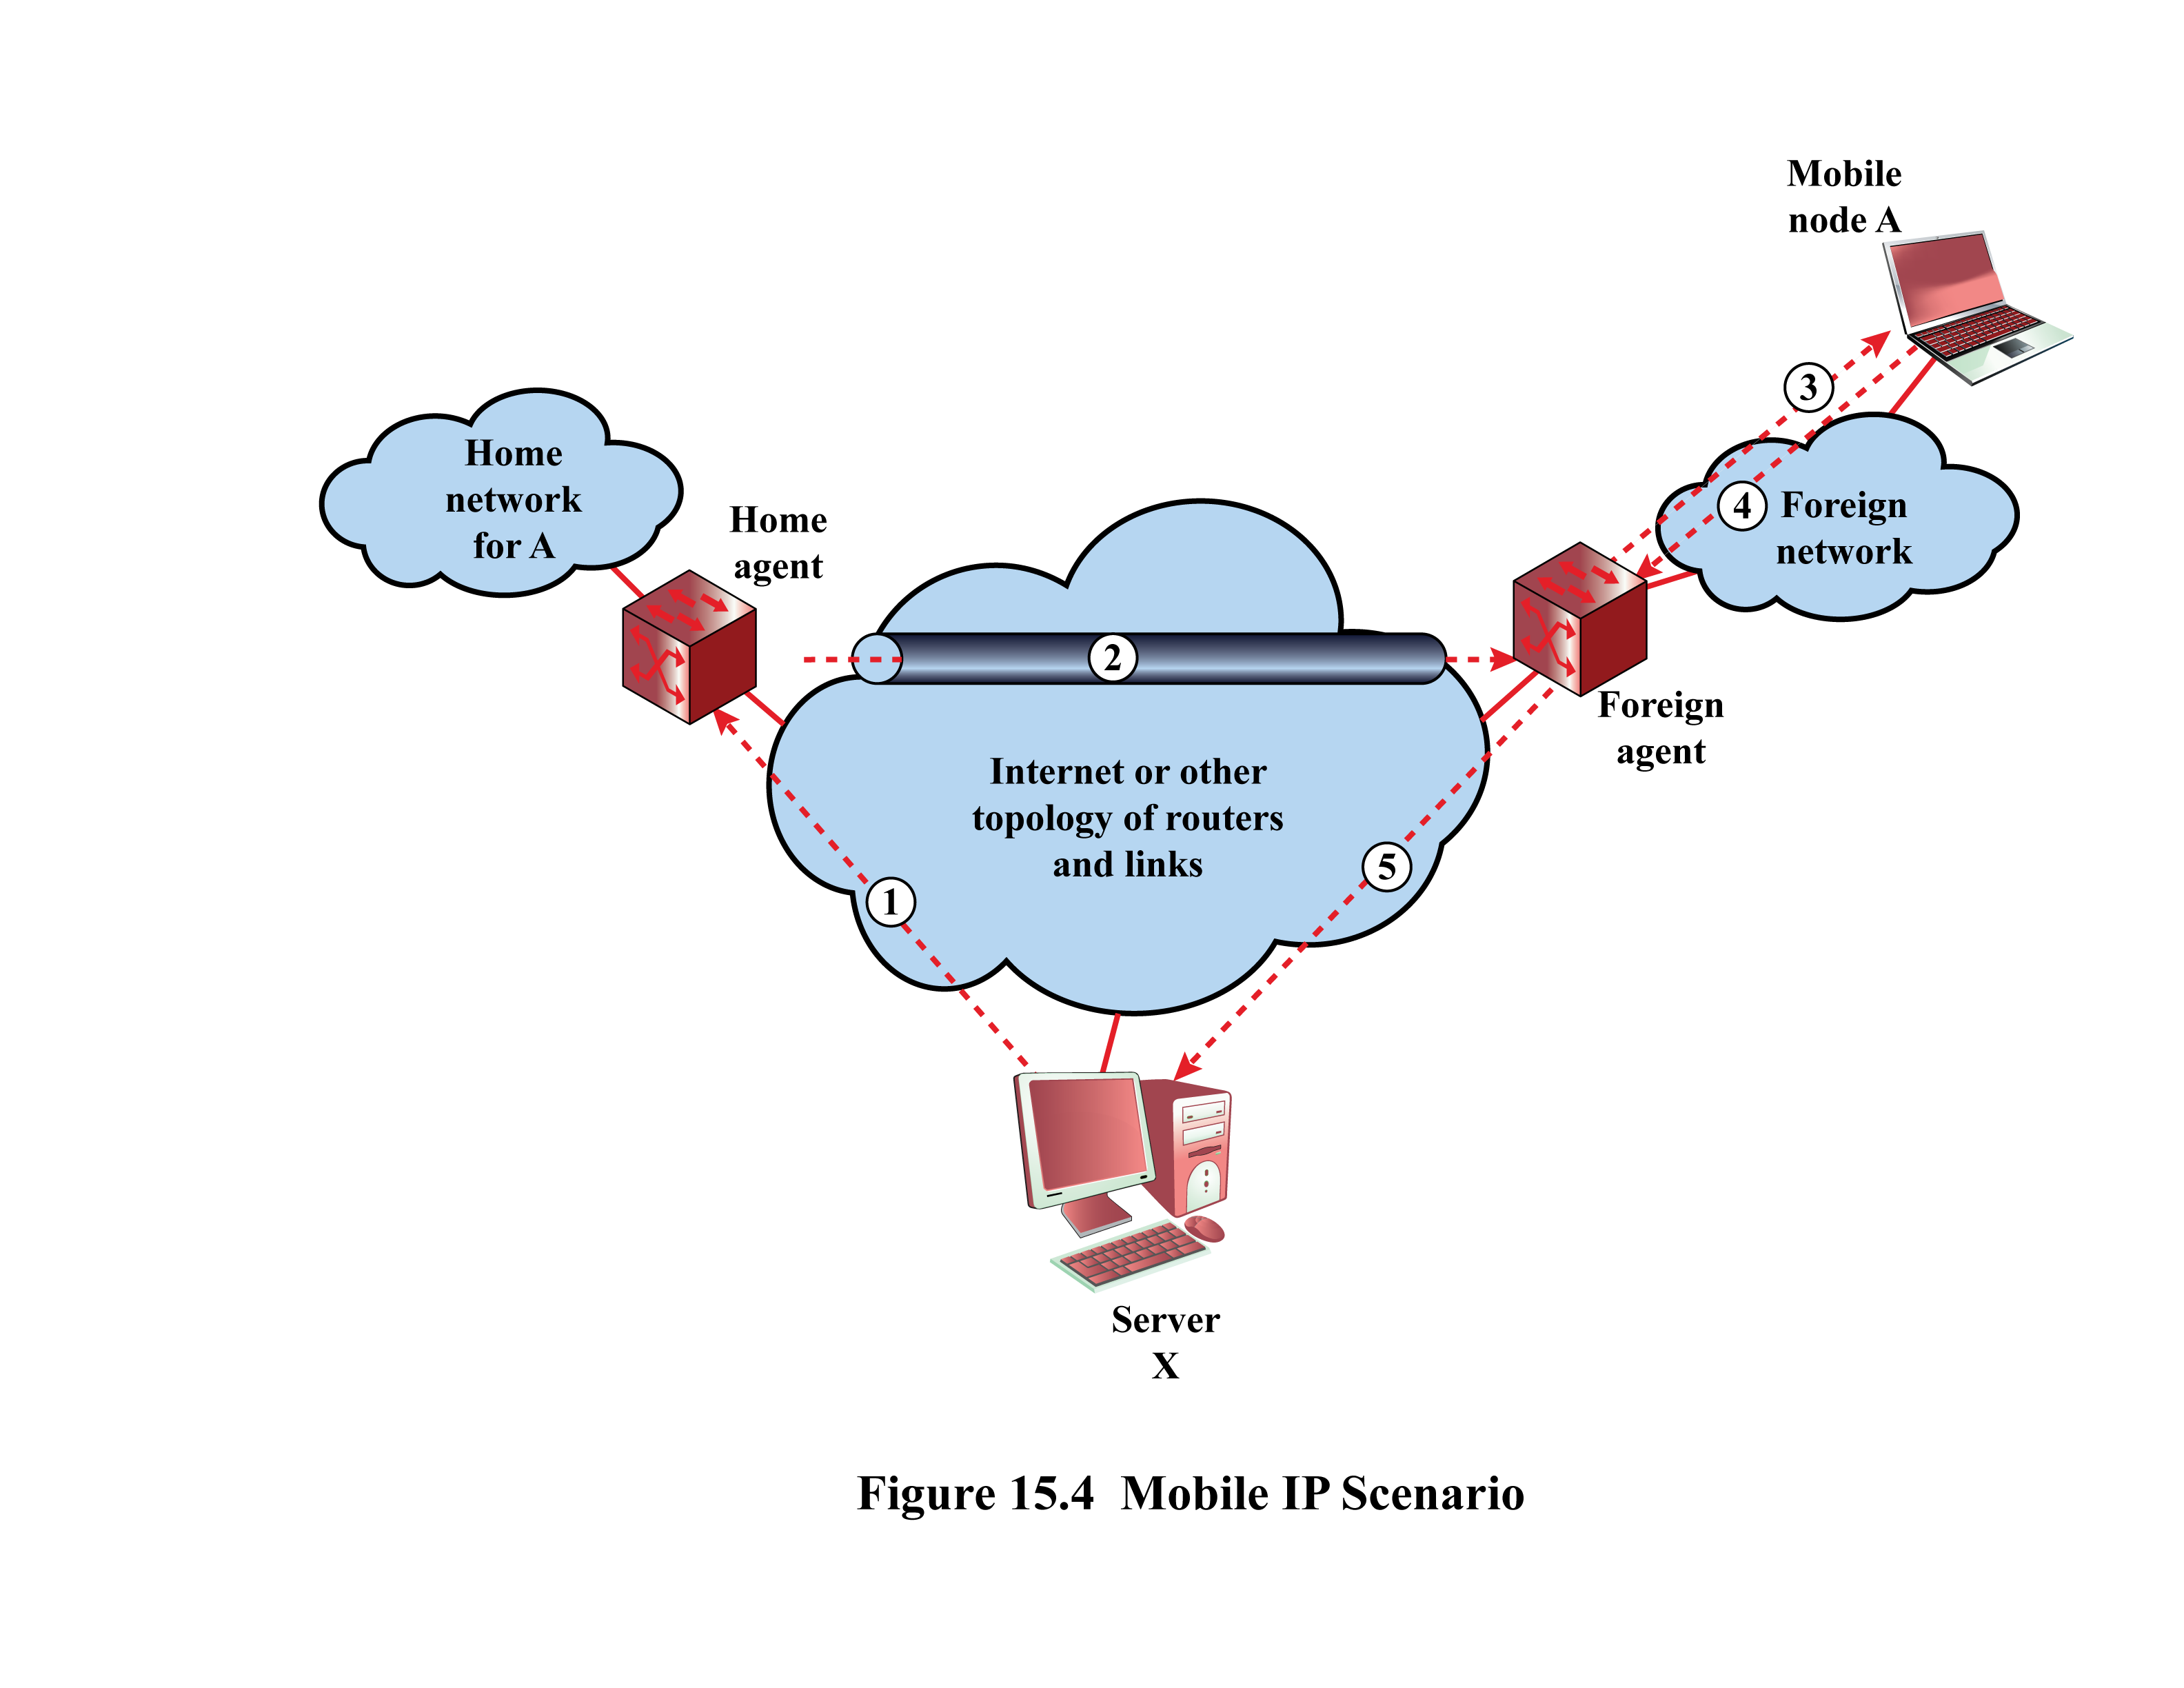 Mobile
node A
3
Home
network
for A
Home
agent
4
Foreign
network
2
Foreign
agent
Internet or other
topology of routers
and links
5
1
Server
X
Figure 15.4 Mobile IP Scenario